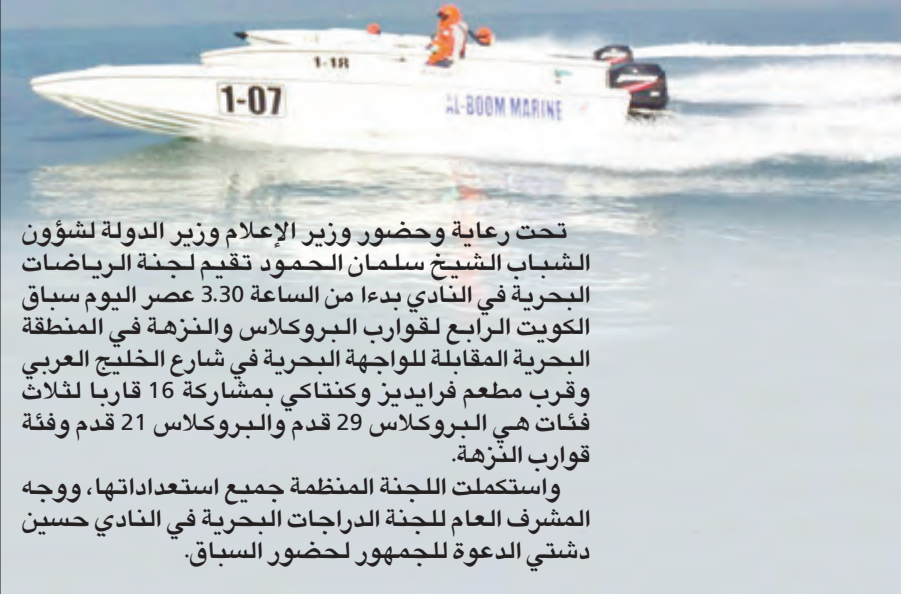 1-1R
1-07
AL-BOOM MARINE
تحت رعاية وحضور وزير الإعلام وزير الدولة لشؤون
الشباب الشيخ سلمان الحمود تقيم لجنة الرياضات
البحرية في النادي بدءا من الساعة 3.30 عصر اليوم سباق
الكويت الرابع لقوارب البروكلاس والنزهة في المنطقة
البحرية المقابلة للواجهة البحرية في شارع الخليج العربي
وقرب مطعم فرايديز وكنتاكي بمشاركة 16 قاربا لثلاث
فئات هي البروكلاس 29 قدم والبروكلاس 21 قدم وفئة
قوارب النزهة.
واستكملت اللجنة المنظمة جميع استعداداتها، ووجه
المشرف العام للجنة الدراجات البحرية في النادي حسين
دشتي الدعوة للجمهور لحضور السباق.